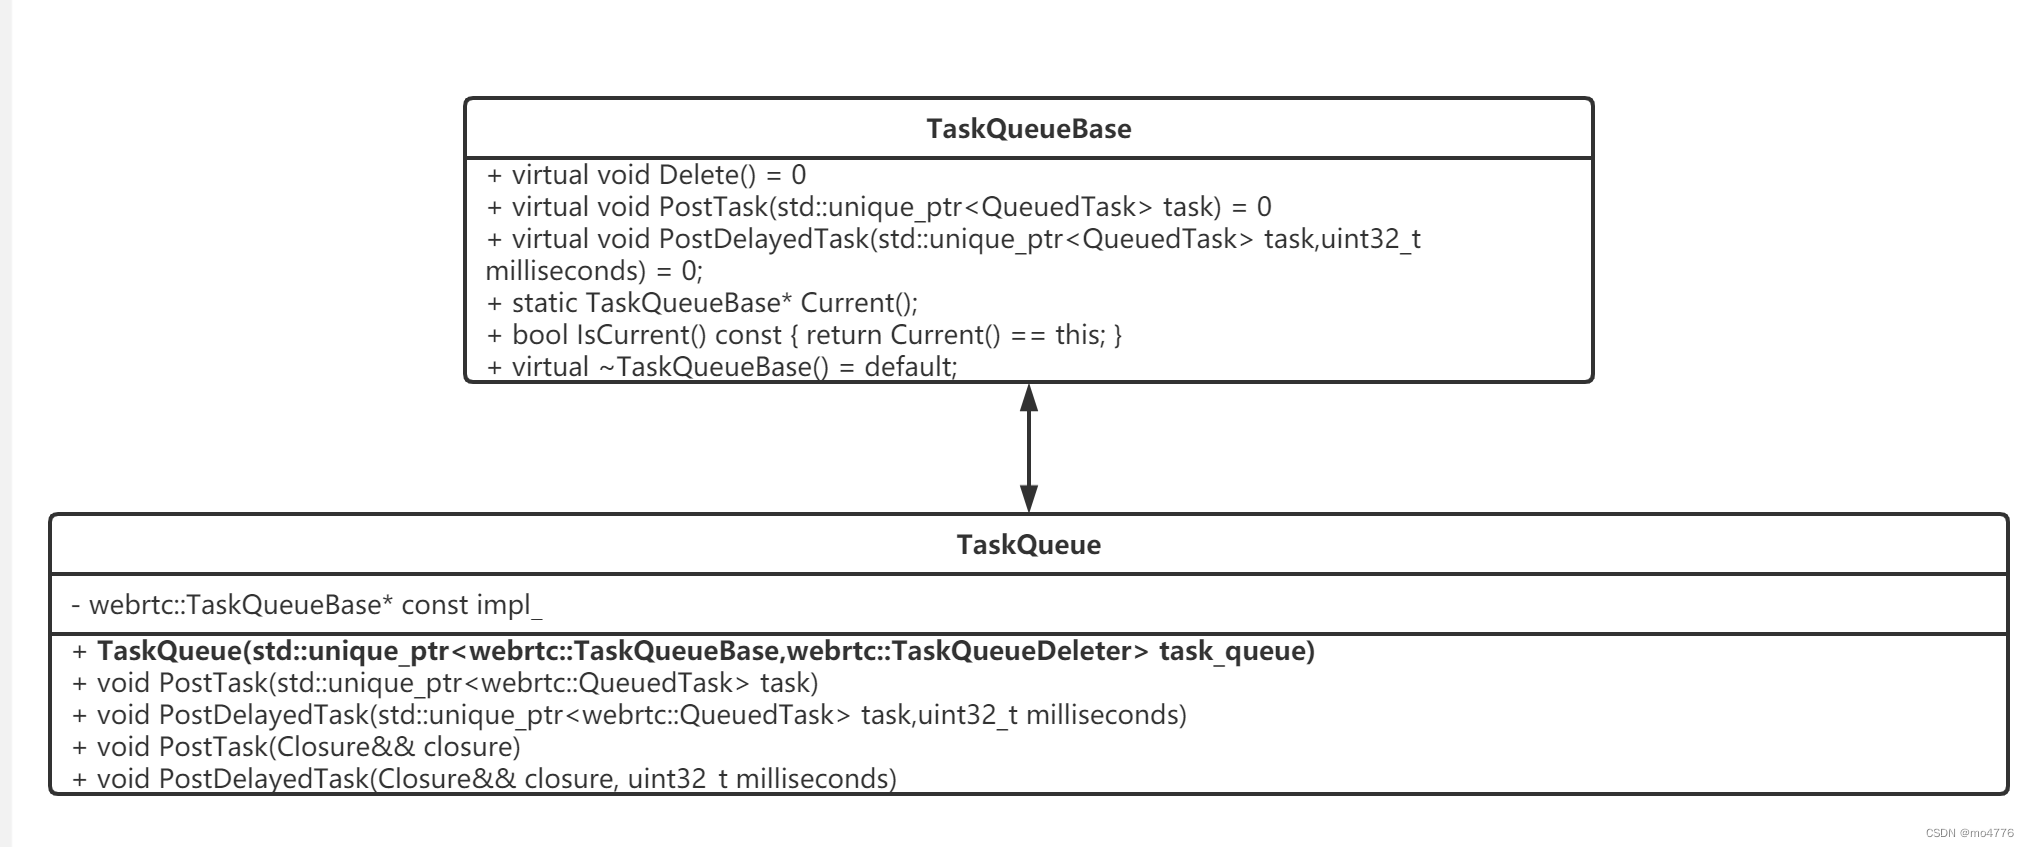 TaskQueueBase
+ virtual void Delete() = 0
+ virtual void PostTask(std::unique_ptr<QueuedTask> task) = 0
+ virtual void PostDelayedTask(std::unique_ptr<QueuedTask> task,uint32_t
milliseconds) = 0;
+ static TaskQueueBase* Current();
+ bool IsCurrent() const { return Current() == this; }
+ virtual ~TaskQueueBase() = default;
TaskQueue
- webrtc::TaskQueueBase* const impl_
+ TaskQueue(std::unique_ptr<webrtc::TaskQueueBase,webrtc::TaskQueueDeleter> task_queue)
+ void PostTask(std::unique_ptr<webrtc::QueuedTask> task)
+ void PostDelayedTask(std::unique_ptr<webrtc::QueuedTask> task,uint32_t milliseconds)
+ void PostTask(Closure&& closure)
+ void PostDelayedTask(Closure&& closure, uint32_t milliseconds)
CSDN @mo4776